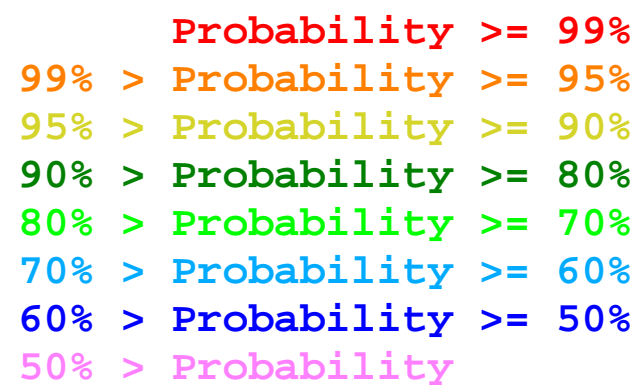 Probability >= 99%
99% > Probability >= 95%
95% > Probability >= 90%
90% > Probability >= 80%
80% > Probability >= 70%
70% > Probability >= 60%
60% > Probability >= 50%
50% > Probability